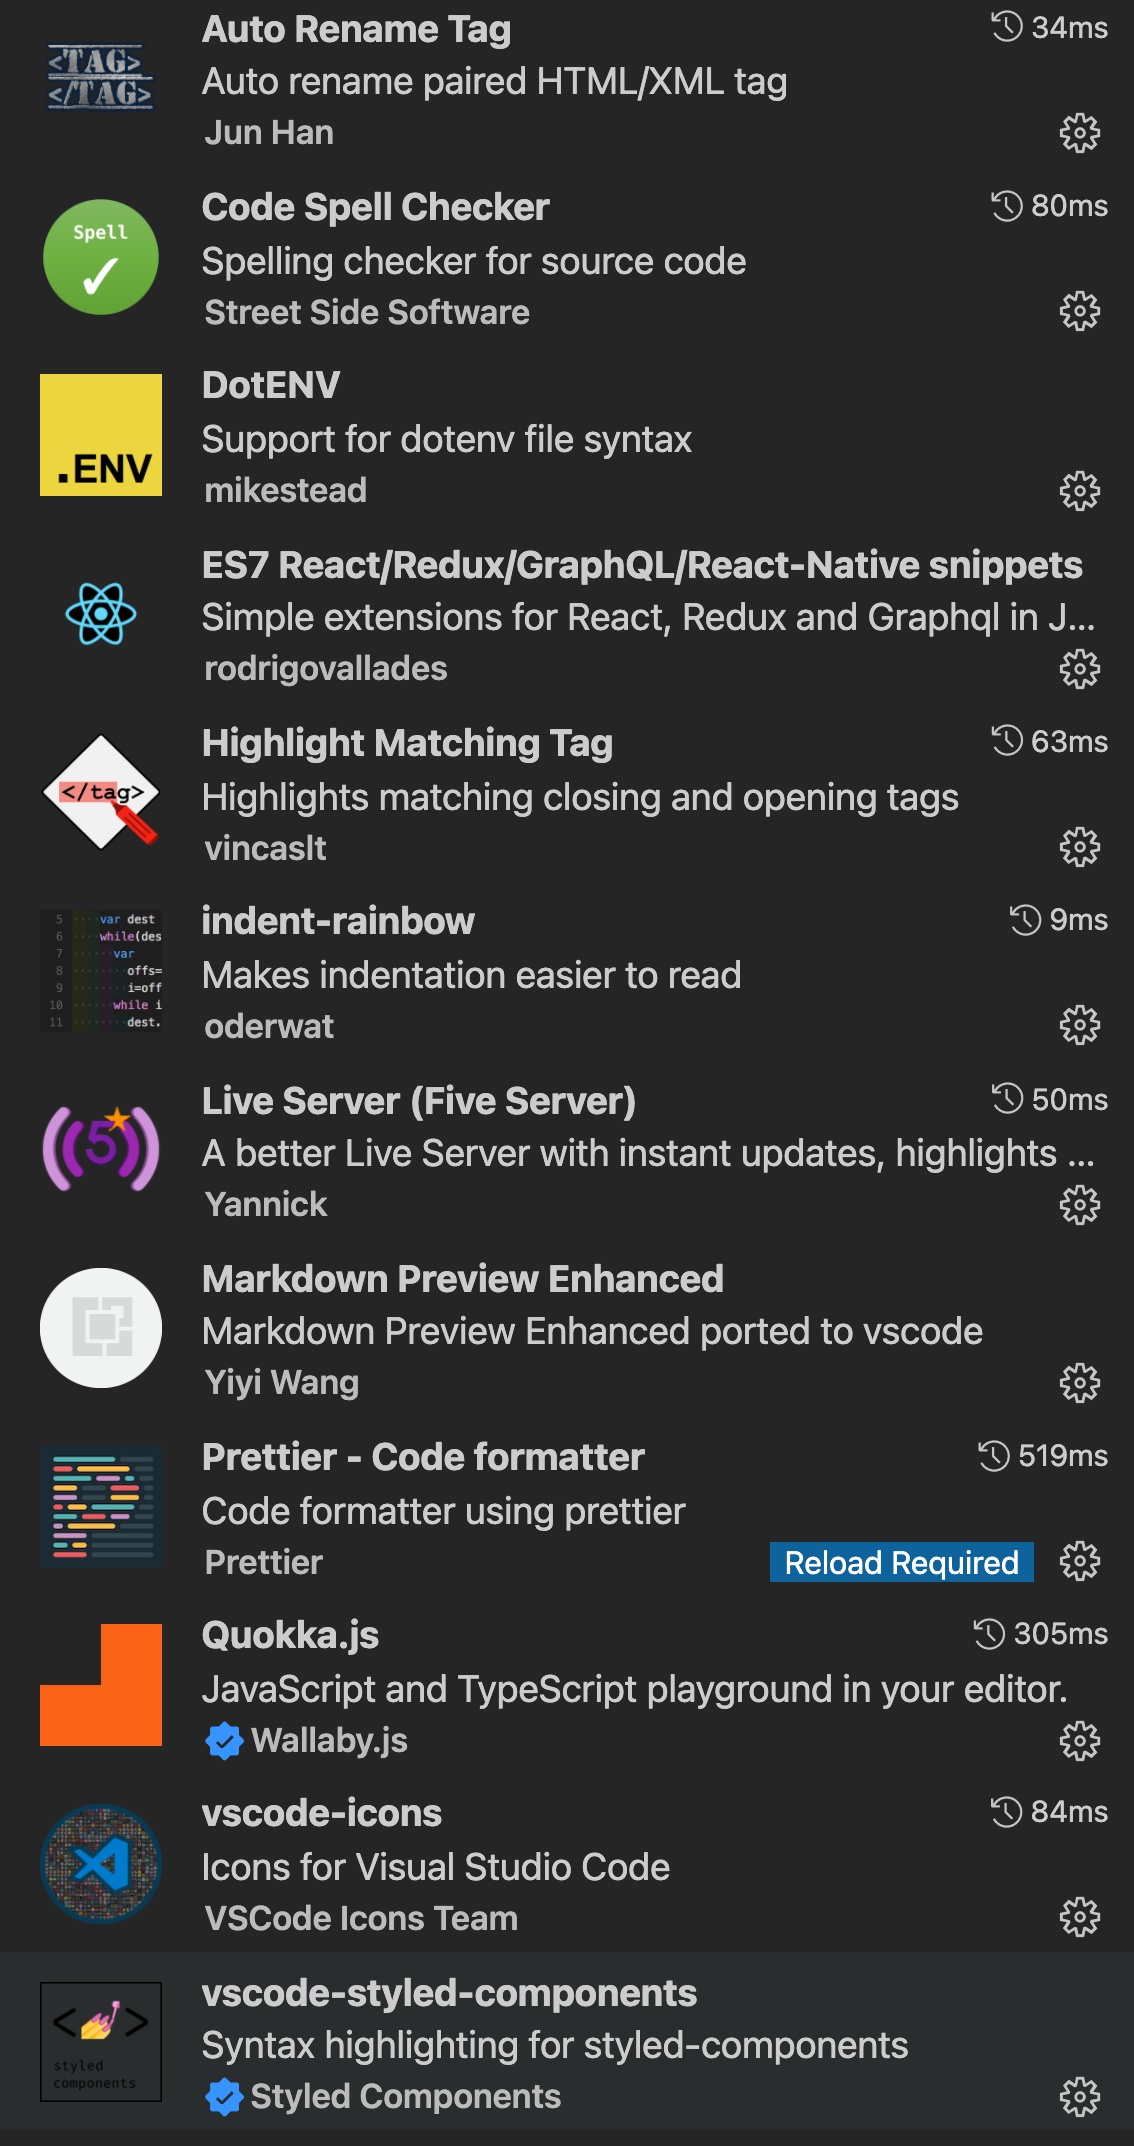 <TAG>
</TAG>
Auto Rename Tag
34ms
Auto rename paired HTML/XML tag
Jun Han
Spell
Code Spell Checker
80ms
Spelling checker for source code
Street Side Software
.ENV
DotENV
Support for dotenv file syntax
mikestead
ES7 React/Redux/GraphQL/React-Native snippets
Simple extensions for React, Redux and Graphql in J...
rodrigovallades
</tag>
Highlight Matching Tag
63ms
Highlights matching closing and opening tags
vincaslt
5 ····var dest
6 ····while(des
7 ······var
8 ········offs=
9 ········i=off
10 ······while i
11 ········dest.
indent-rainbow
9ms
Makes indentation easier to read
oderwat
5
Live Server (Five Server)
50ms
A better Live Server with instant updates, highlights ...
Yannick
Markdown Preview Enhanced
Markdown Preview Enhanced ported to vscode
Yiyi Wang
Prettier - Code formatter
519ms
Code formatter using prettier
Prettier
Reload Required
Quokka.js
305ms
JavaScript and TypeScript playground in your editor.
Wallaby.js
vscode-icons
84ms
Icons for Visual Studio Code
VSCode Icons Team
< >
styled
components
vscode-styled-components
Syntax highlighting for styled-components
Styled Components